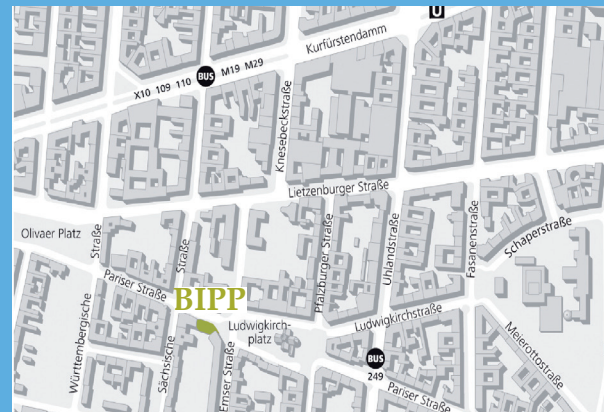 U
Kurfürstendamm
X10 109 110 BUS M19 M29
Knesebeckstraße
Lietzenburger Straße
Olivaer Platz
Straße
Straße
Pfalzburger Straße
Uhlandstraße
Fasanenstraße
Schaperstraße
Pariser Straße
BIPP
Ludwigkirch-
platz
Ludwigkirchstraße
Meierottostraße
Württembergische
Sächsische
Emser Straße
BUS
249
Pariser Straße